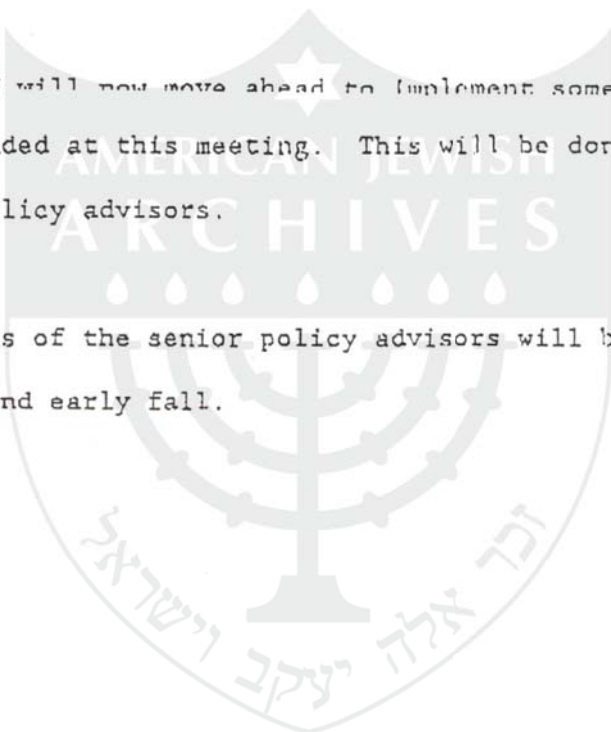 will now move ahead to implement some
ded at this meeting. This will be don
AMERICAN JEWISH
licy advisors.
ARCHIVES
s of the senior policy advisors will b
nd early fall.
זכר אלה יעקב וישראל